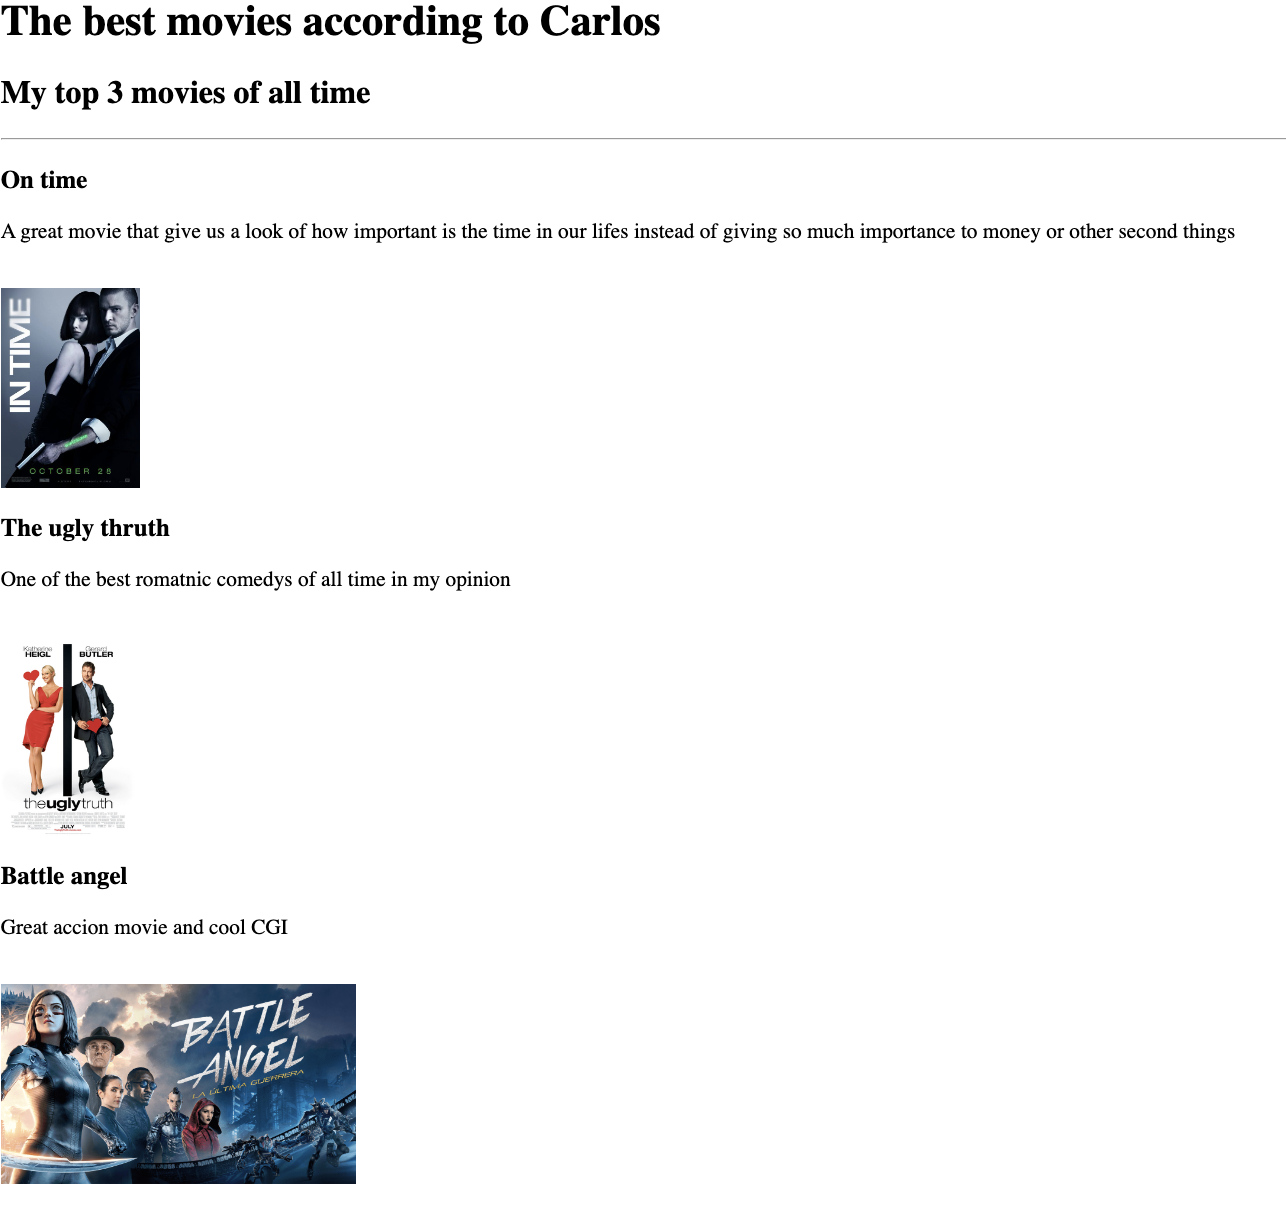 The best movies according to Carlos
My top 3 movies of all time
On time
A great movie that give us a look of how important is the time in our lifes instead of giving so much importance to money or other second things
IN TIME
OCTOBER 28
The ugly thruth
One of the best romatnic comedys of all time in my opinion
Katherine HEIGL
Gerard BUTLER
theuglytruth
JULY
Battle angel
Great accion movie and cool CGI
BATTLE
ANGEL
LA ÚLTIMA GUERRERA